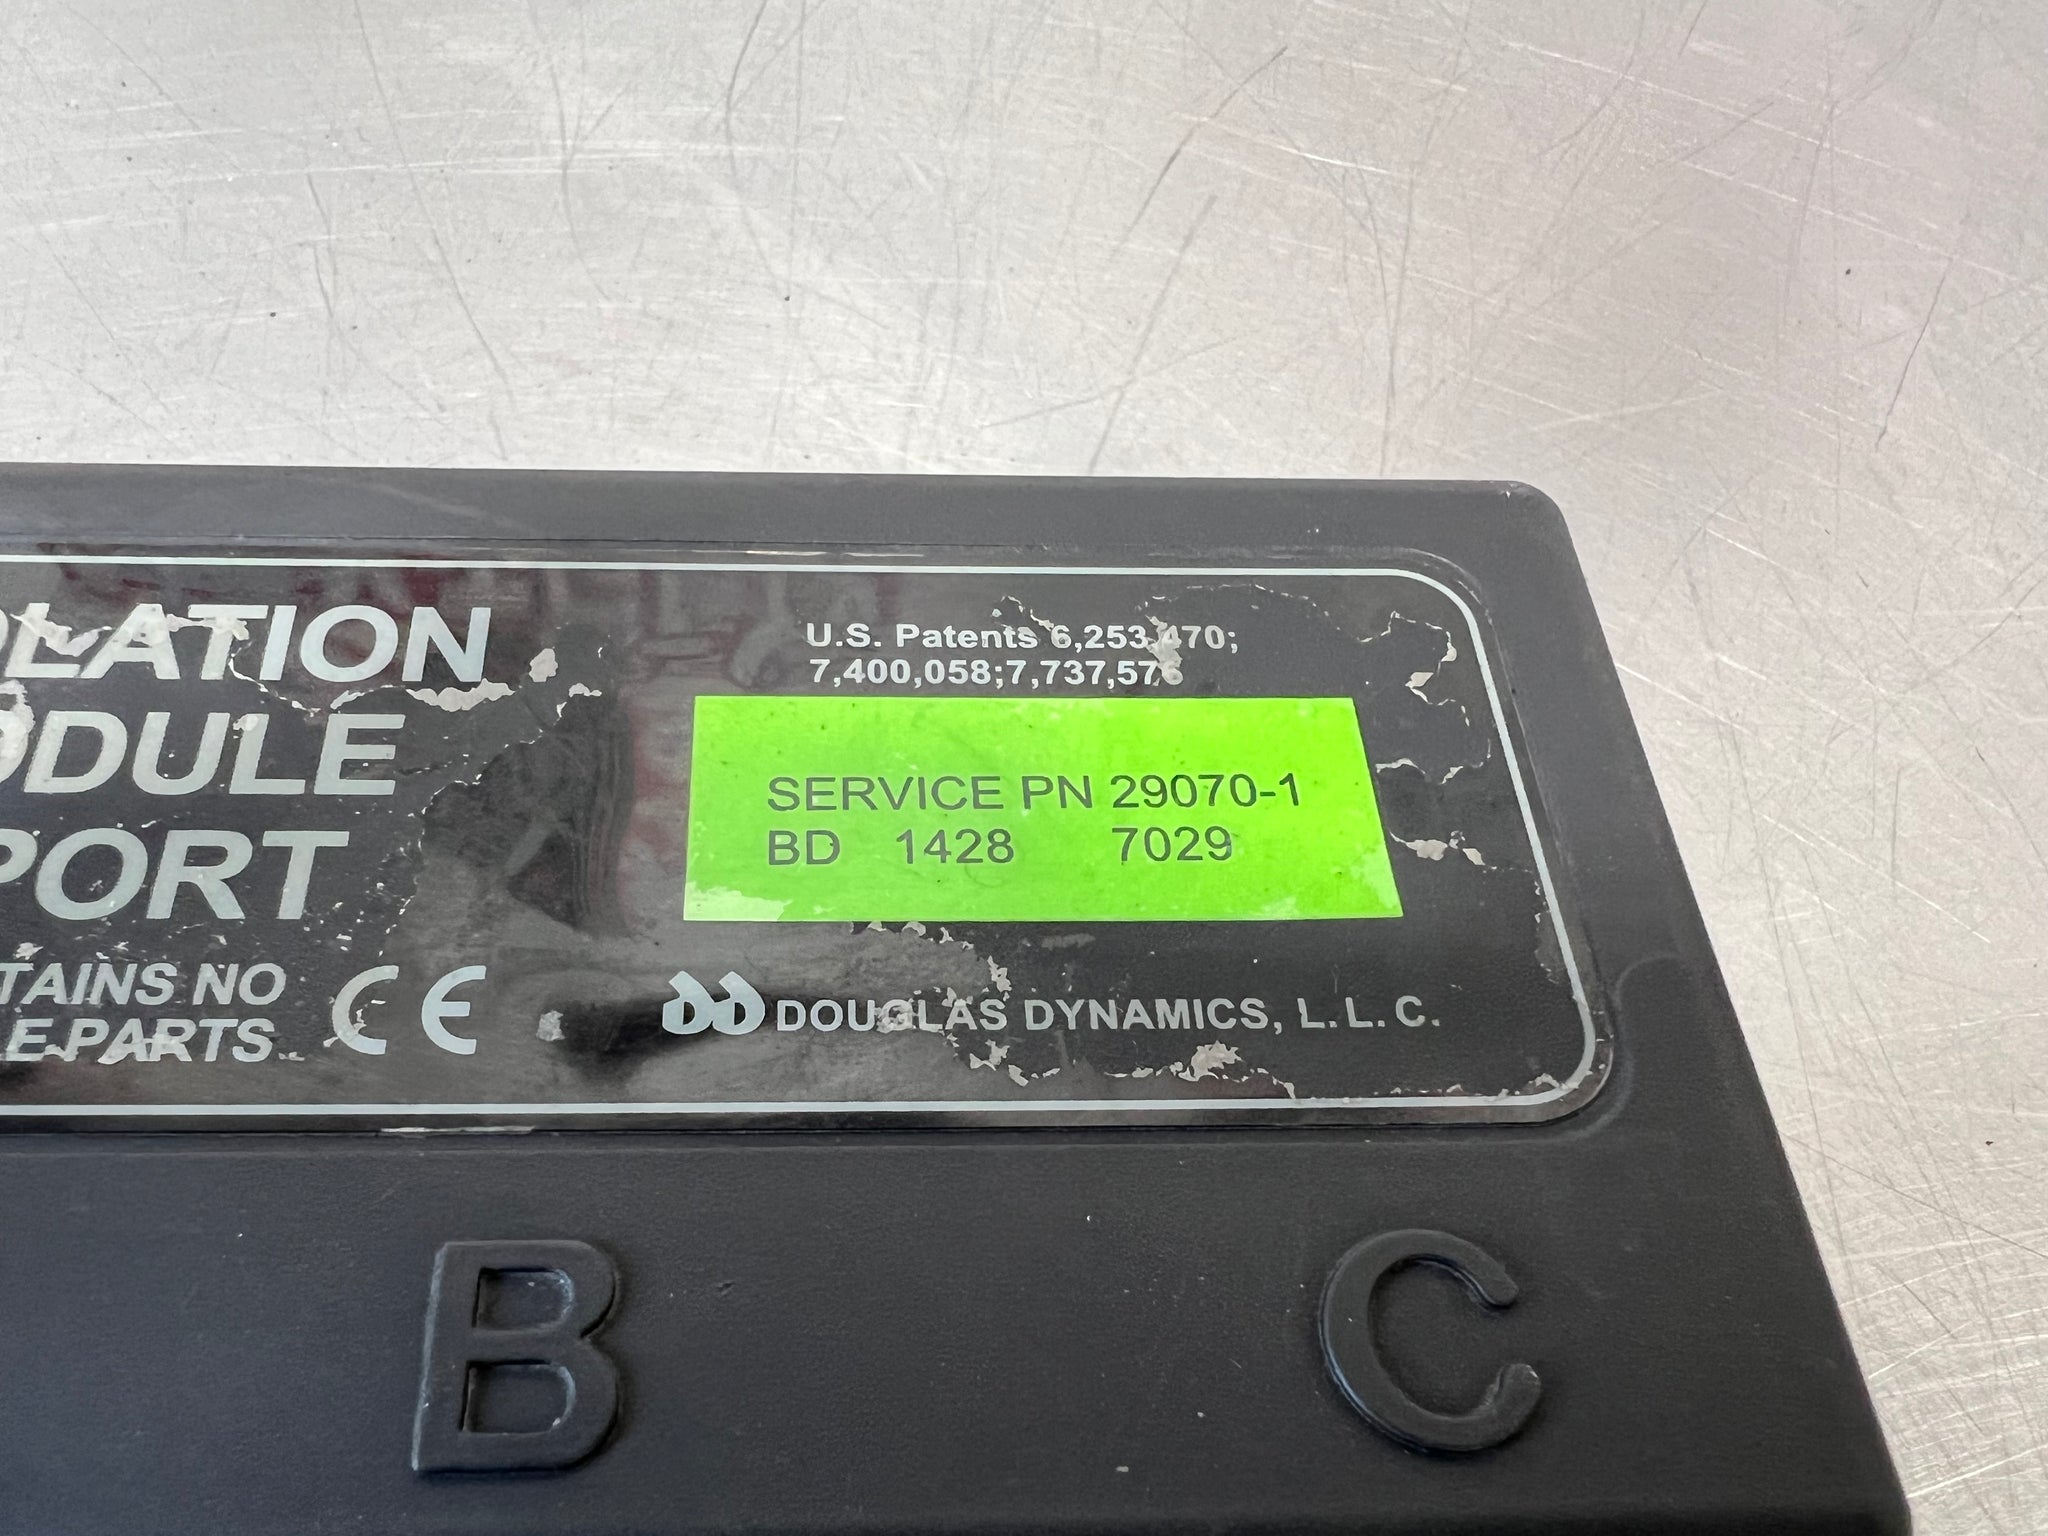 OLATION
ODULE
PORT
TAINS NO
E PARTS
CE
U.S. Patents 6,253,470;
7,400,058;7,737,576
SERVICE PN 29070-1
BD 1428 7029
DOUGLAS DYNAMICS, L.L.C.
B
C